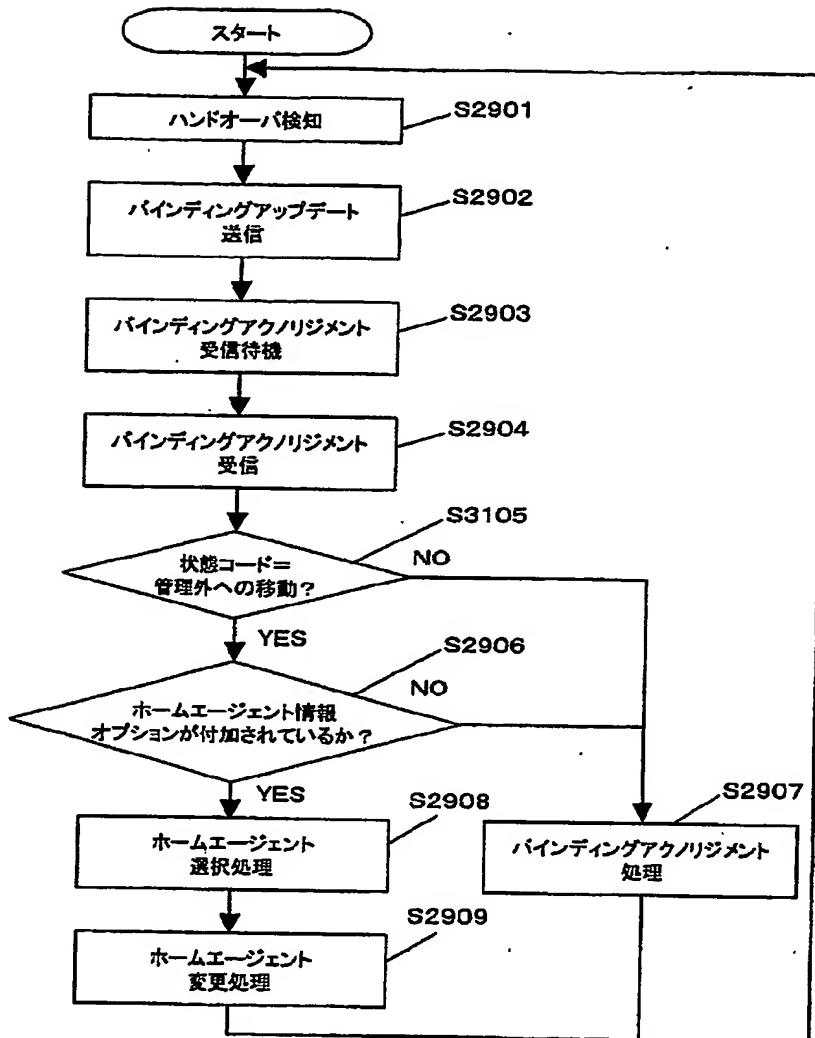 スタート
ハンドオーバ検知
S2901
バインディングアップデート
送信
S2902
バインディングアクノリジメント
受信待機
S2903
バインディングアクノリジメント
受信
S2904
状態コード=
管理外への移動?
S3105
NO
YES
ホームエージェント情報
オプションが付加されているか?
S2906
NO
YES
ホームエージェント
選択処理
S2908
バインディングアクノリジメント
処理
S2907
ホームエージェント
変更処理
S2909